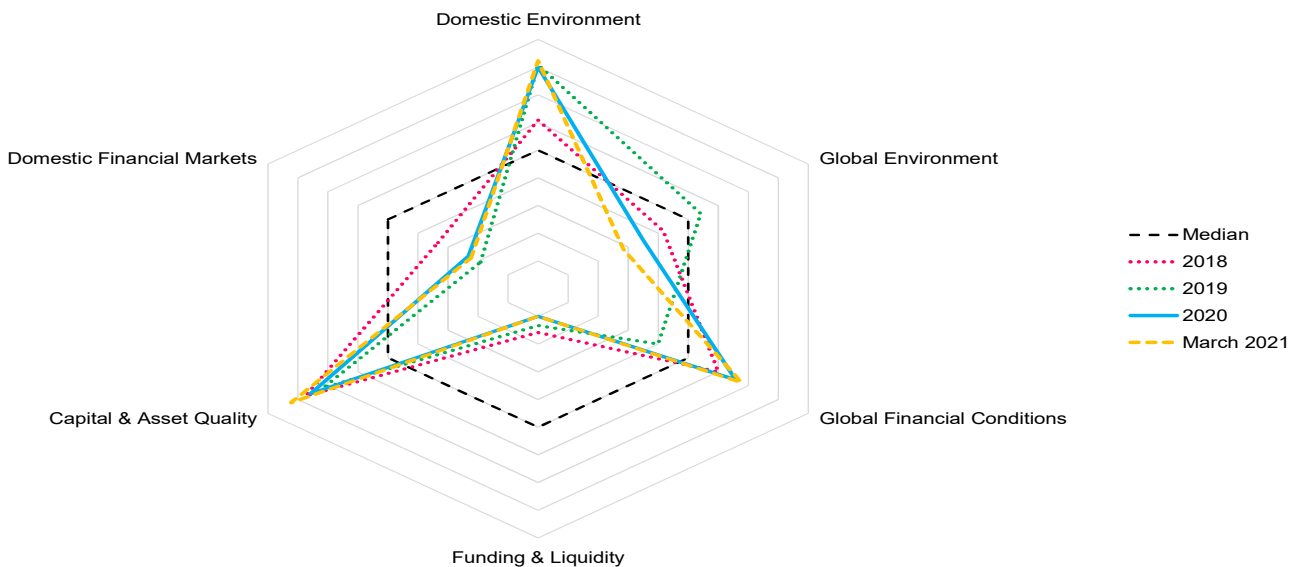 Domestic Environment
Domestic Financial Markets
Global Environment
Median
2018
2019
2020
March 2021
Capital & Asset Quality
Global Financial Conditions
Funding & Liquidity